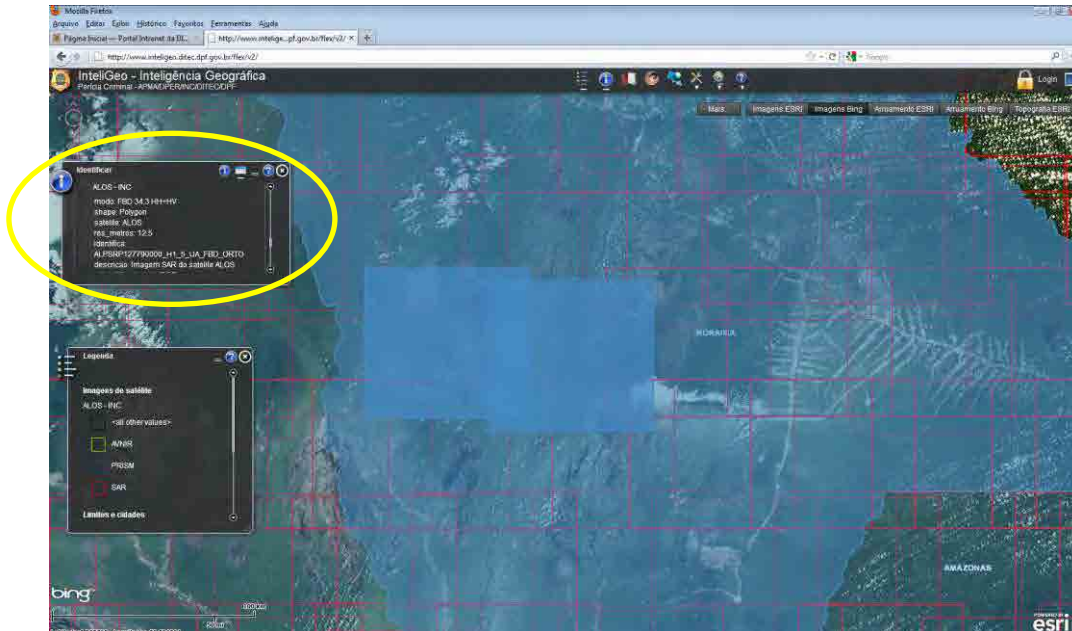 Mozilla Firefox
Arquivo Editar Exibir Histórico Favoritos Ferramentas Ajuda
Página Inicial — Portal Intranet da DI...
http://www.intelige...pf.gov.br/flex/v2/
http://www.inteligeo.ditec.dpf.gov.br/flex/v2/
Google
InteliGeo - Inteligência Geográfica
Perícia Criminal - APMA/DPER/INC/DITEC/DPF
Login
Mais
Imagens ESRI
Imagens Bing
Arruamento ESRI
Arruamento Bing
Topografia ESRI
Identificar
ALOS - INC
modo: FBD 34,3 HH+HV
shape: Polygon
satelite: ALOS
res_metros: 12.5
identifica:
ALPSRP127790000_H1_5_UA_FBD_ORTO
descricao: Imagem SAR do satélite ALOS
RORAIMA
Legenda
Imagens de satélite
ALOS - INC
<all other values>
AVNIR
PRISM
SAR
Limites e cidades
AMAZONAS
bing
POWERED BY
esri